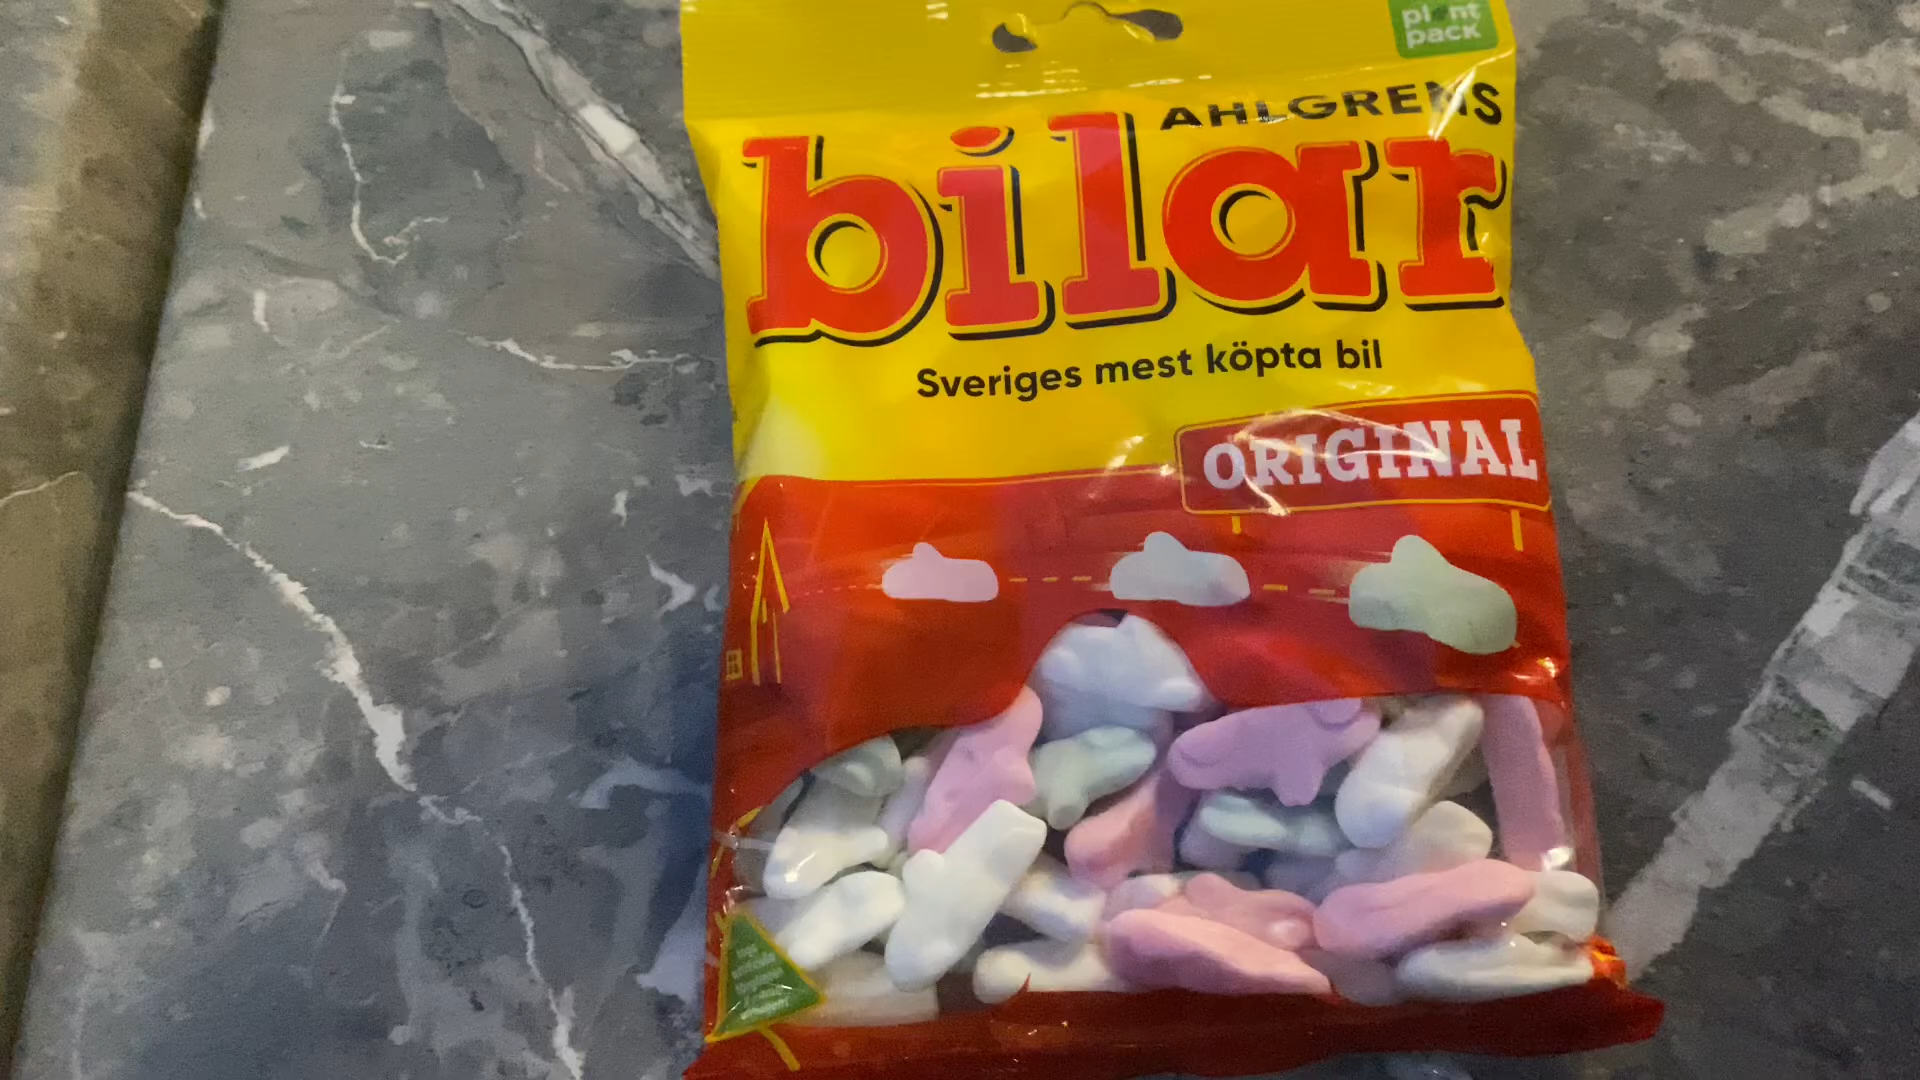 plant
pack
AHLGRENS
bilar
Sveriges mest köpta bil
ORIGINAL